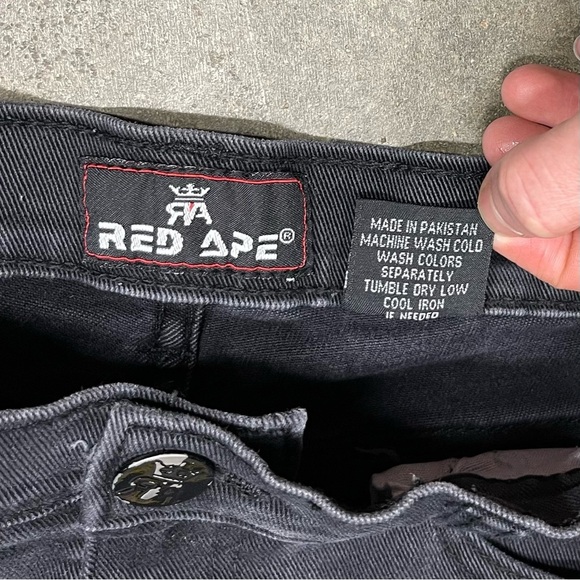 RA
RED APE®
MADE IN PAKISTAN
MACHINE WASH COLD
WASH COLORS
SEPARATELY
TUMBLE DRY LOW
COOL IRON
IF NEEDED